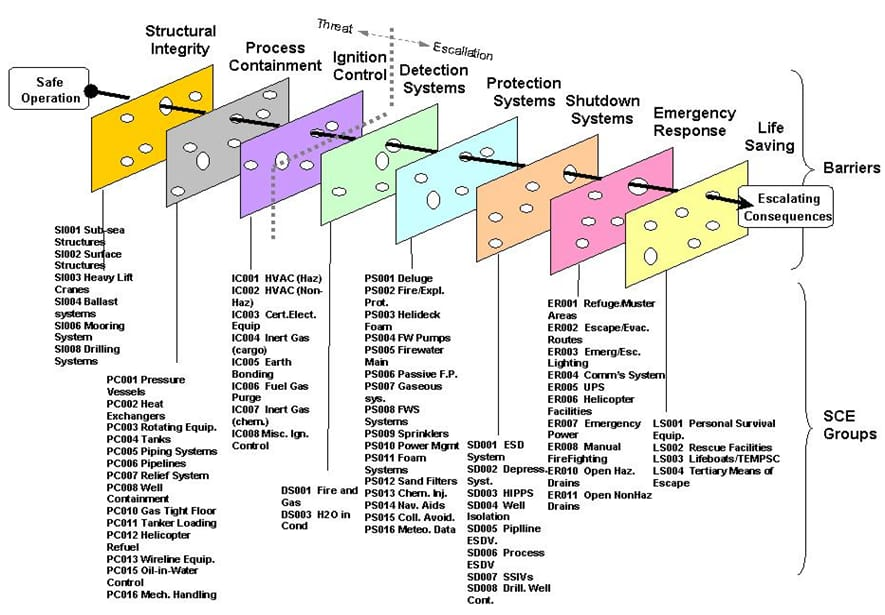 Threat
Escallation
Structural
Integrity
Process
Containment
Ignition
Control
Detection
Systems
Protection
Systems
Shutdown
Systems
Emergency
Response
Life
Saving
Barriers
Safe
Operation
Escalating
Consequences
SI001 Sub-sea
Structures
SI002 Surface
Structures
SI003 Heavy Lift
Cranes
SI004 Ballast
systems
SI006 Mooring
System
SI008 Drilling
Systems
PC001 Pressure
Vessels
PC002 Heat
Exchangers
PC003 Rotating Equip.
PC004 Tanks
PC005 Piping Systems
PC006 Pipelines
PC007 Relief System
PC008 Well
Containment
PC010 Gas Tight Floor
PC011 Tanker Loading
PC012 Helicopter
Refuel
PC013 Wireline Equip.
PC015 Oil-in-Water
Control
PC016 Mech. Handling
IC001 HVAC (Haz)
IC002 HVAC (Non-
Haz)
IC003 Cert.Elect.
Equip
IC004 Inert Gas
(cargo)
IC005 Earth
Bonding
IC006 Fuel Gas
Purge
IC007 Inert Gas
(chem.)
IC008 Misc. Ign.
Control
DS001 Fire and
Gas
DS003 H2O in
Cond
PS001 Deluge
PS002 Fire/Expl.
Prot.
PS003 Helideck
Foam
PS004 FW Pumps
PS005 Firewater
Main
PS006 Passive F.P.
PS007 Gaseous
sys.
PS008 FWS
Systems
PS009 Sprinklers
PS010 Power Mgmt
PS011 Foam
Systems
PS012 Sand Filters
PS013 Chem. Inj.
PS014 Nav. Aids
PS015 Coll. Avoid.
PS016 Meteo. Data
SD001 ESD
System
SD002 Depress.
Syst.
SD003 HIPPS
SD004 Well
Isolation
SD005 Piplline
ESDV.
SD006 Process
ESDV
SD007 SSIVs
SD008 Drill. Well
Cont.
ER001 Refuge/Muster
Areas
ER002 Escape/Evac.
Routes
ER003 Emerg/Esc.
Lighting
ER004 Comm's System
ER005 UPS
ER006 Helicopter
Facilities
ER007 Emergency
Power
ER008 Manual
FireFighting
ER010 Open Haz.
Drains
ER011 Open NonHaz
Drains
LS001 Personal Survival
Equip.
LS002 Rescue Facilities
LS003 Lifeboats/TEMPSC
LS004 Tertiary Means of
Escape
SCE
Groups